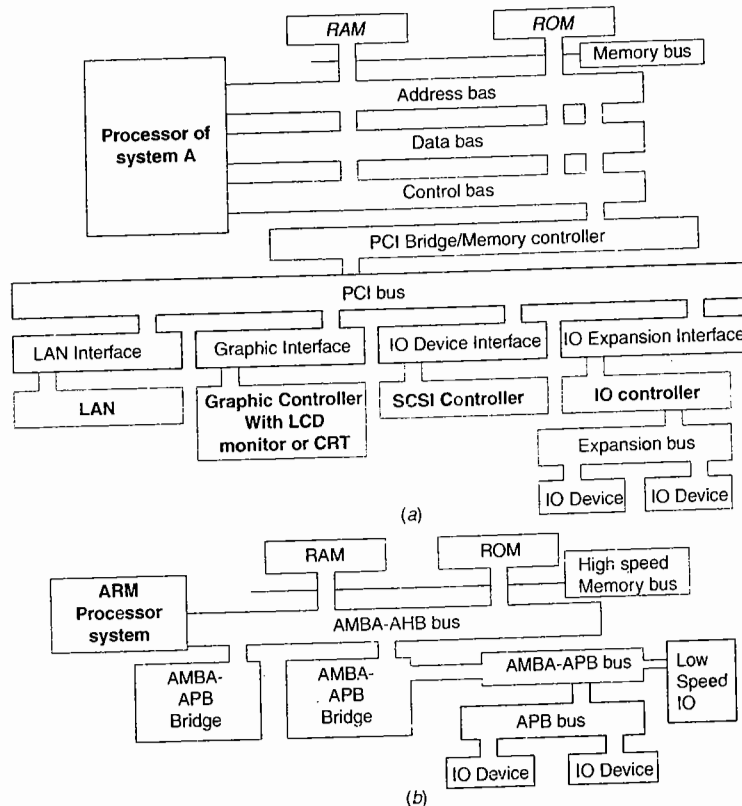 RAM
ROM
Memory bus
Address bas
Processor of
system A
Data bas
Control bas
PCI Bridge/Memory controller
PCI bus
LAN Interface
Graphic Interface
IO Device Interface
IO Expansion Interface
LAN
Graphic Controller
With LCD
monitor or CRT
SCSI Controller
IO controller
Expansion bus
IO Device
IO Device
(a)
RAM
ROM
High speed
Memory bus
ARM
Processor
system
AMBA-AHB bus
AMBA-
APB
Bridge
AMBA-
APB
Bridge
AMBA-APB bus
Low
Speed
IO
APB bus
IO Device
IO Device
(b)